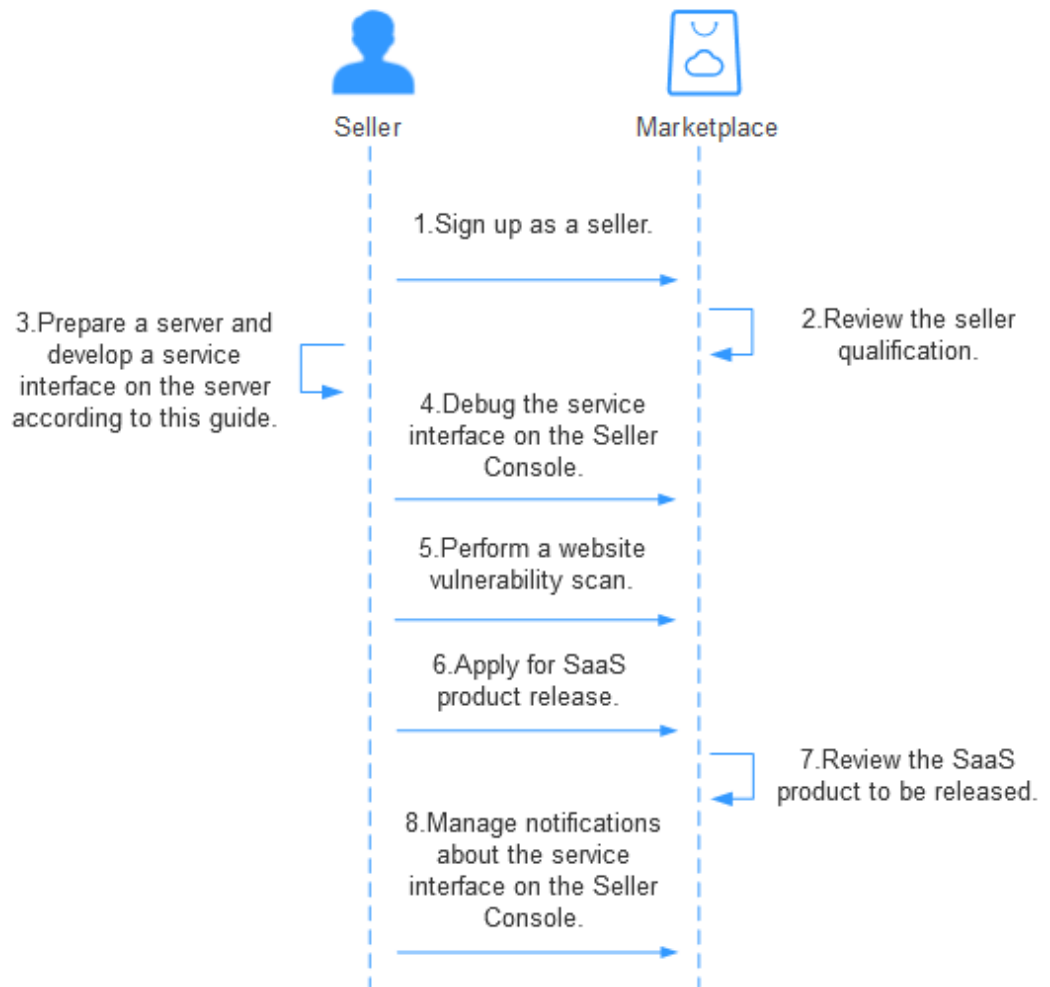 Seller
Marketplace
1.Sign up as a seller.
2.Review the seller
qualification.
3.Prepare a server and
develop a service
interface on the server
according to this guide.
4.Debug the service
interface on the Seller
Console.
5.Perform a website
vulnerability scan.
6.Apply for SaaS
product release.
7.Review the SaaS
product to be released.
8.Manage notifications
about the service
interface on the Seller
Console.